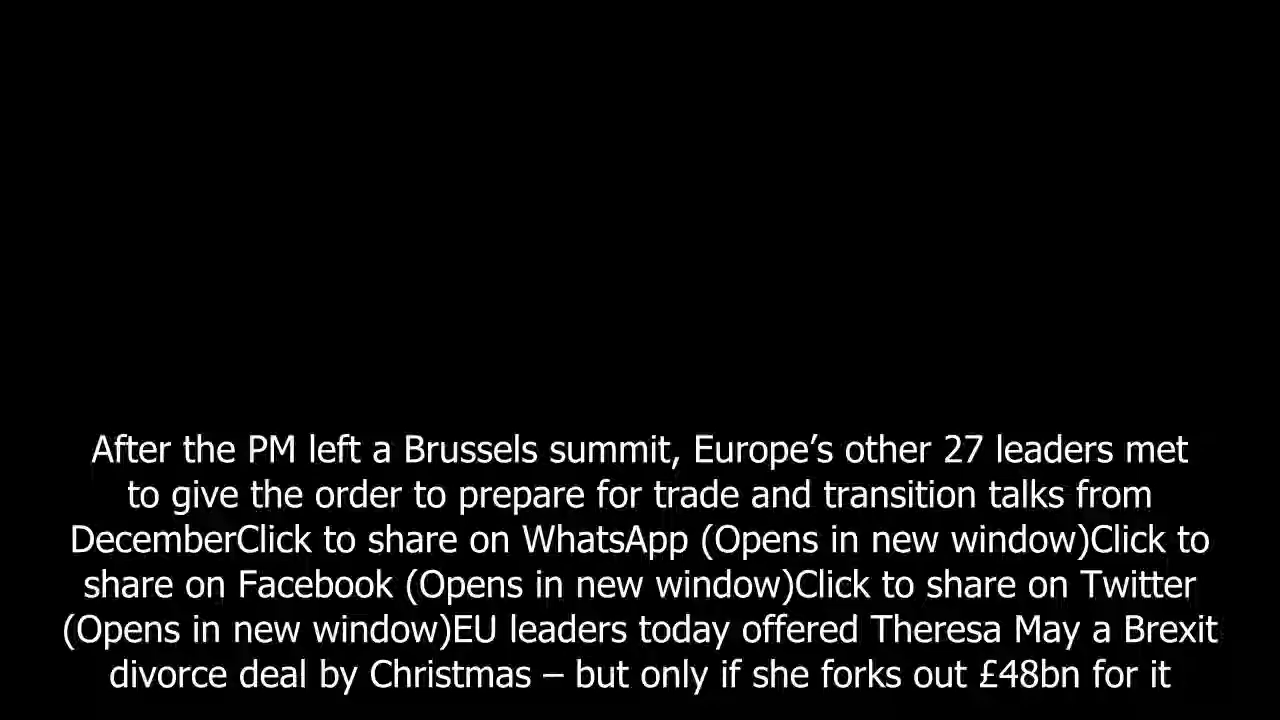 After the PM left a Brussels summit, Europe’s other 27 leaders met
to give the order to prepare for trade and transition talks from
DecemberClick to share on WhatsApp (Opens in new window)Click to
share on Facebook (Opens in new window)Click to share on Twitter
(Opens in new window)EU leaders today offered Theresa May a Brexit
divorce deal by Christmas – but only if she forks out £48bn for it